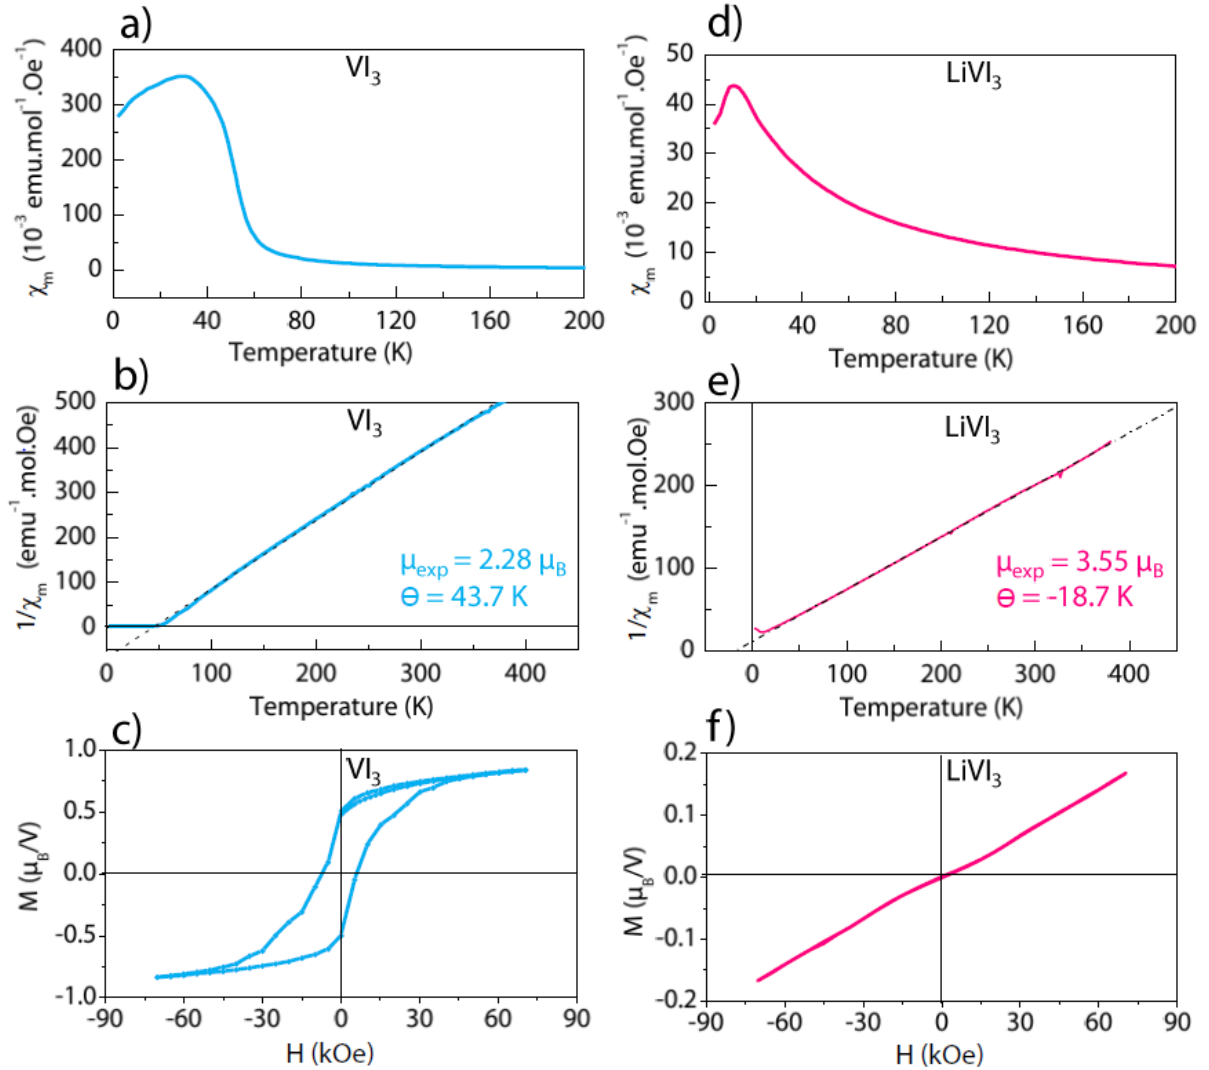 a)
VI3
400
300
200
100
0
χm (10-3 emu.mol-1.Oe-1)
0 40 80 120 160 200
Temperature (K)
d)
LiVI3
50
40
30
20
10
0
χm (10-3 emu.mol-1.Oe-1)
0 40 80 120 160 200
Temperature (K)
b)
VI3
500
400
300
200
100
0
1/χm (emu-1.mol.Oe)
μexp = 2.28 μB
Θ = 43.7 K
0 100 200 300 400
Temperature (K)
e)
LiVI3
300
200
100
0
1/χm (emu-1.mol.Oe)
μexp = 3.55 μB
Θ = -18.7 K
0 100 200 300 400
Temperature (K)
c)
VI3
1.0
0.5
0.0
-0.5
-1.0
M (μB/V)
-90 -60 -30 0 30 60 90
H (kOe)
f)
LiVI3
0.2
0.1
0.0
-0.1
-0.2
M (μB/V)
-90 -60 -30 0 30 60 90
H (kOe)